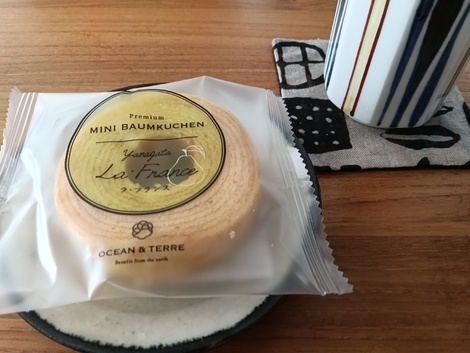 Premium
MINI BAUMKUCHEN
Yamagata
La・France
ラ・フランス
OCEAN & TERRE
Benefits from the earth